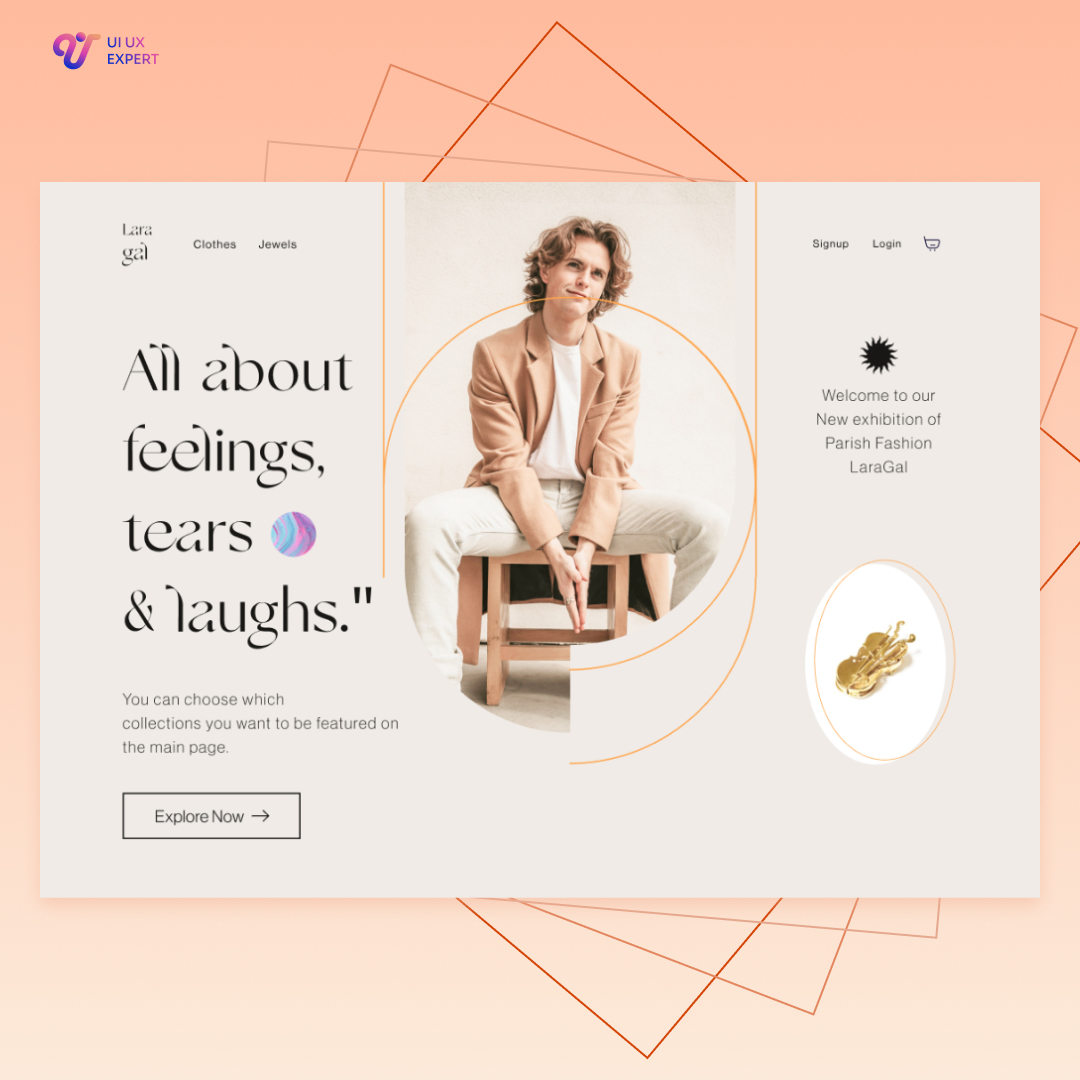 UI UX
EXPERT
Lara
gal
Clothes
Jewels
Signup
Login
All about
feelings,
tears
& laughs."
You can choose which
collections you want to be featured on
the main page.
Explore Now →
Welcome to our
New exhibition of
Parish Fashion
LaraGal